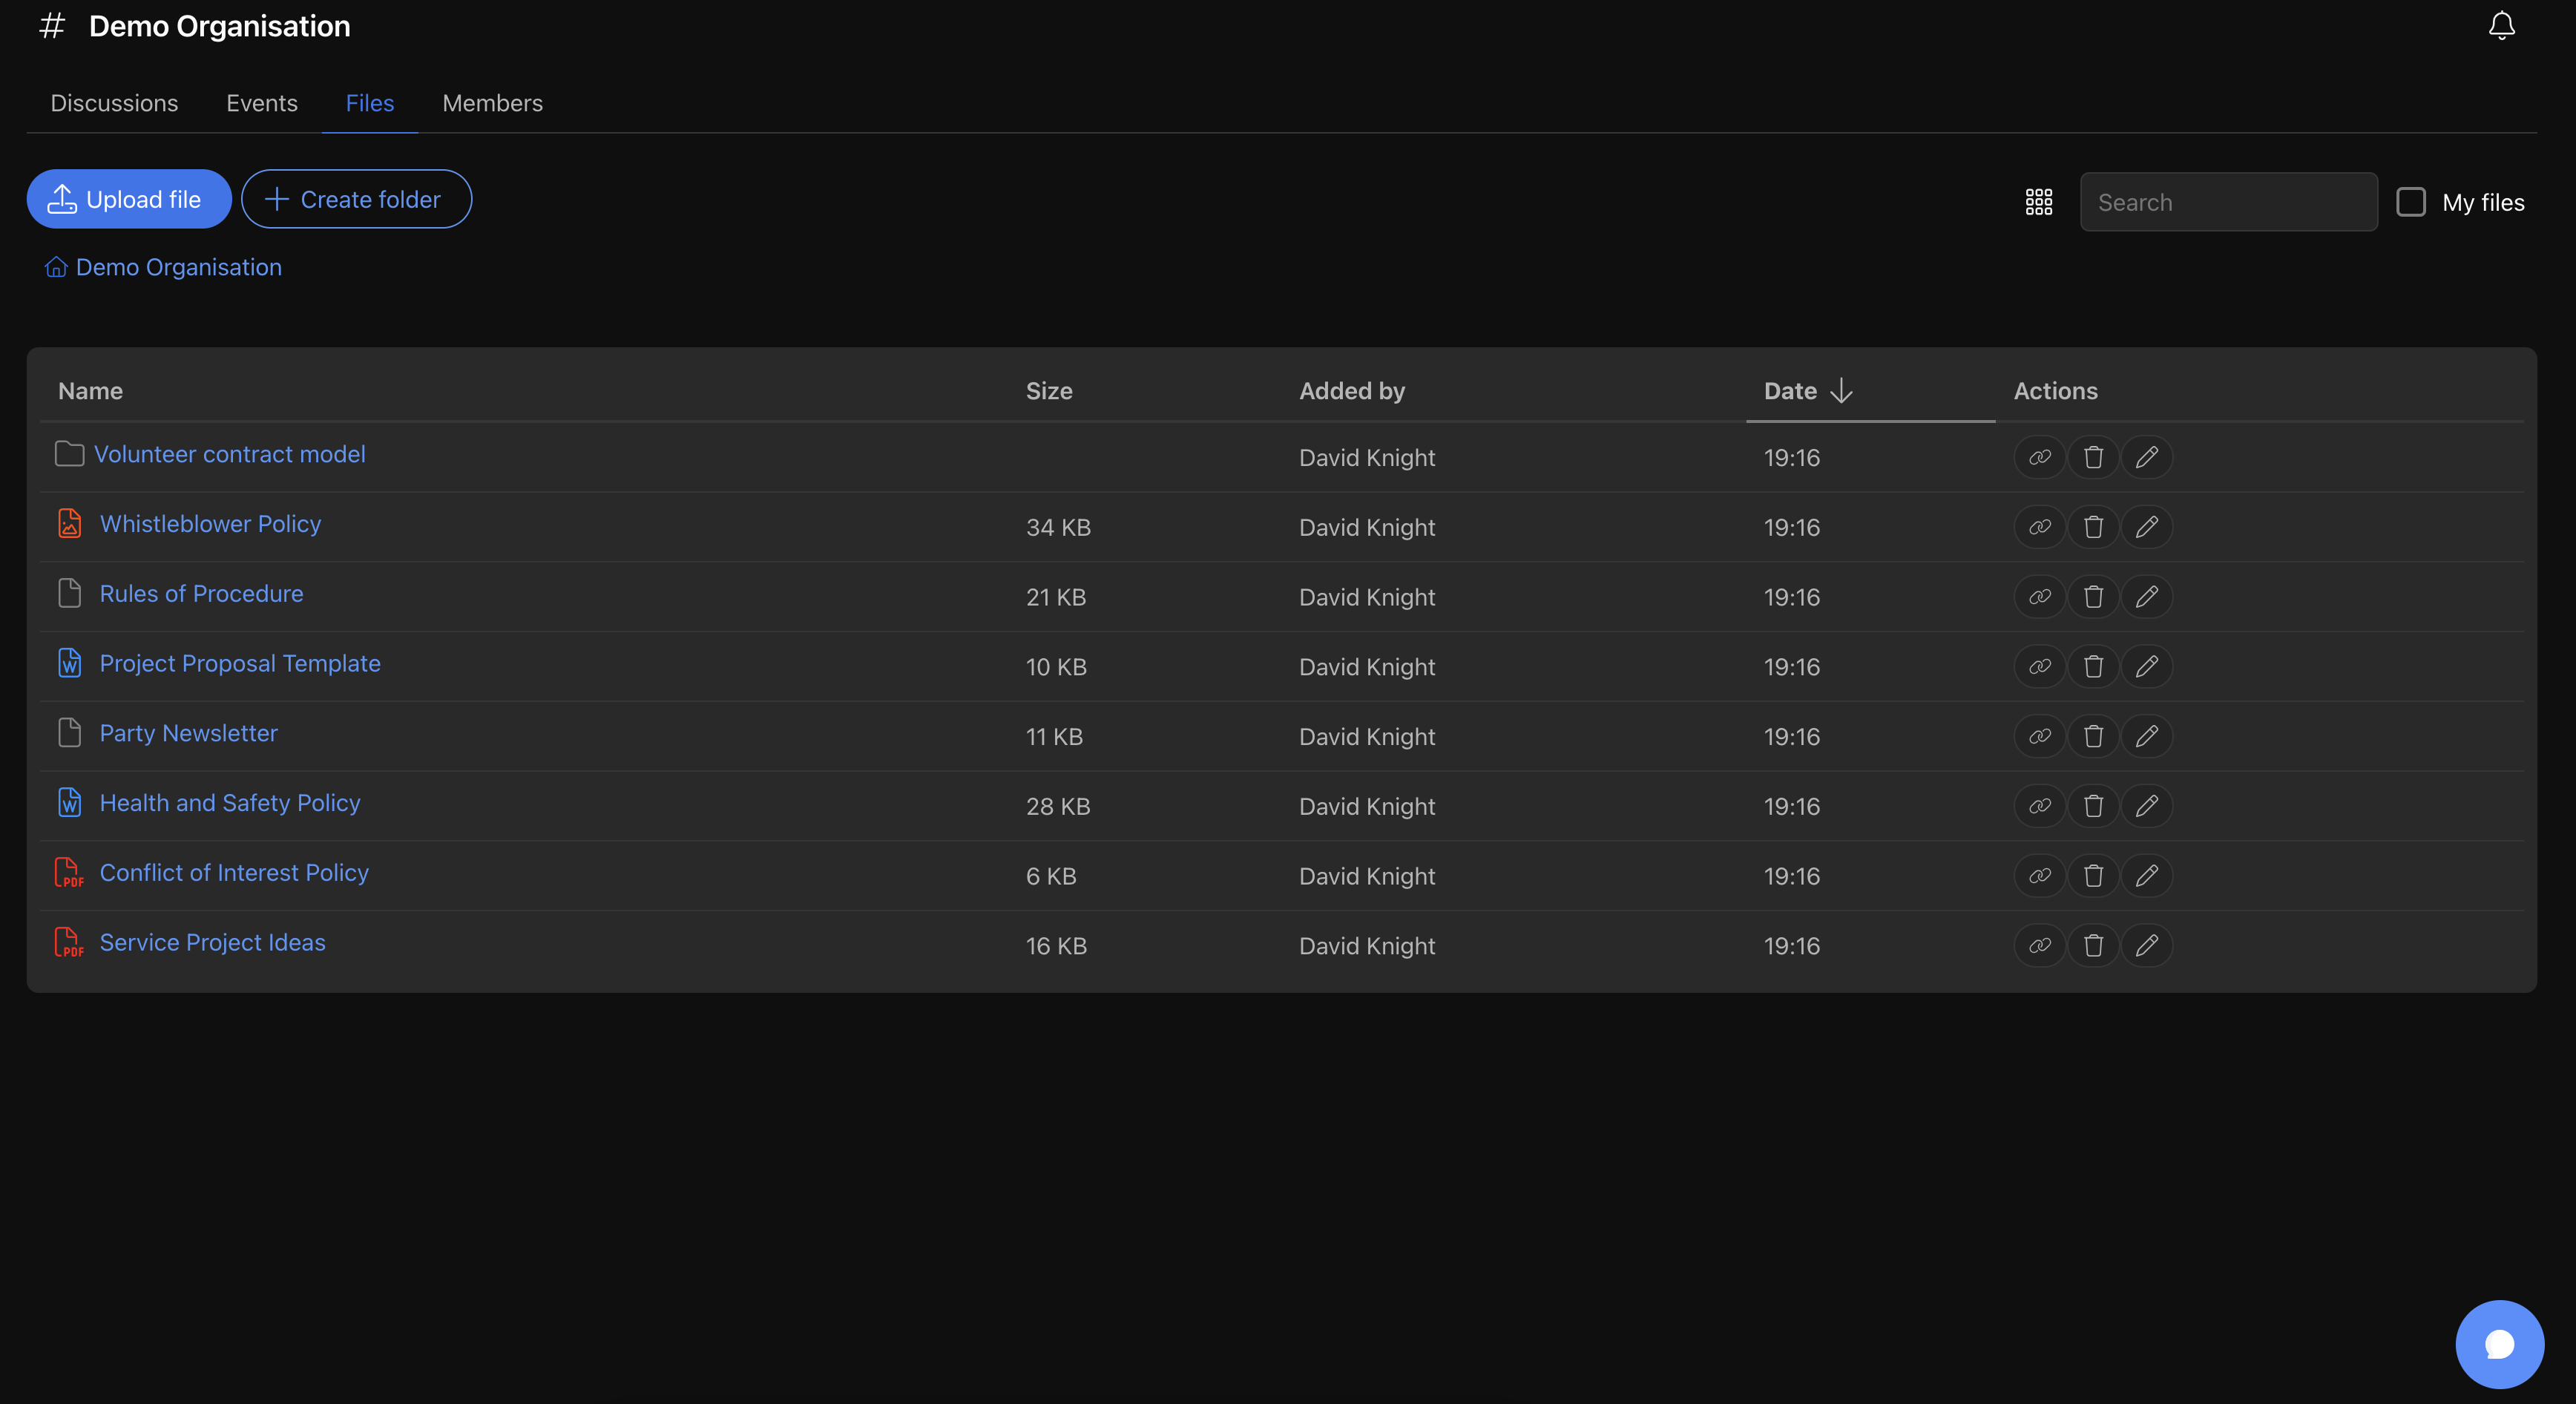 # Demo Organisation
Discussions Events Files Members
Upload file Create folder Search My files
Demo Organisation
Name Size Added by Date Actions
Volunteer contract model David Knight 19:16
Whistleblower Policy 34 KB David Knight 19:16
Rules of Procedure 21 KB David Knight 19:16
W Project Proposal Template 10 KB David Knight 19:16
Party Newsletter 11 KB David Knight 19:16
W Health and Safety Policy 28 KB David Knight 19:16
PDF Conflict of Interest Policy 6 KB David Knight 19:16
PDF Service Project Ideas 16 KB David Knight 19:16